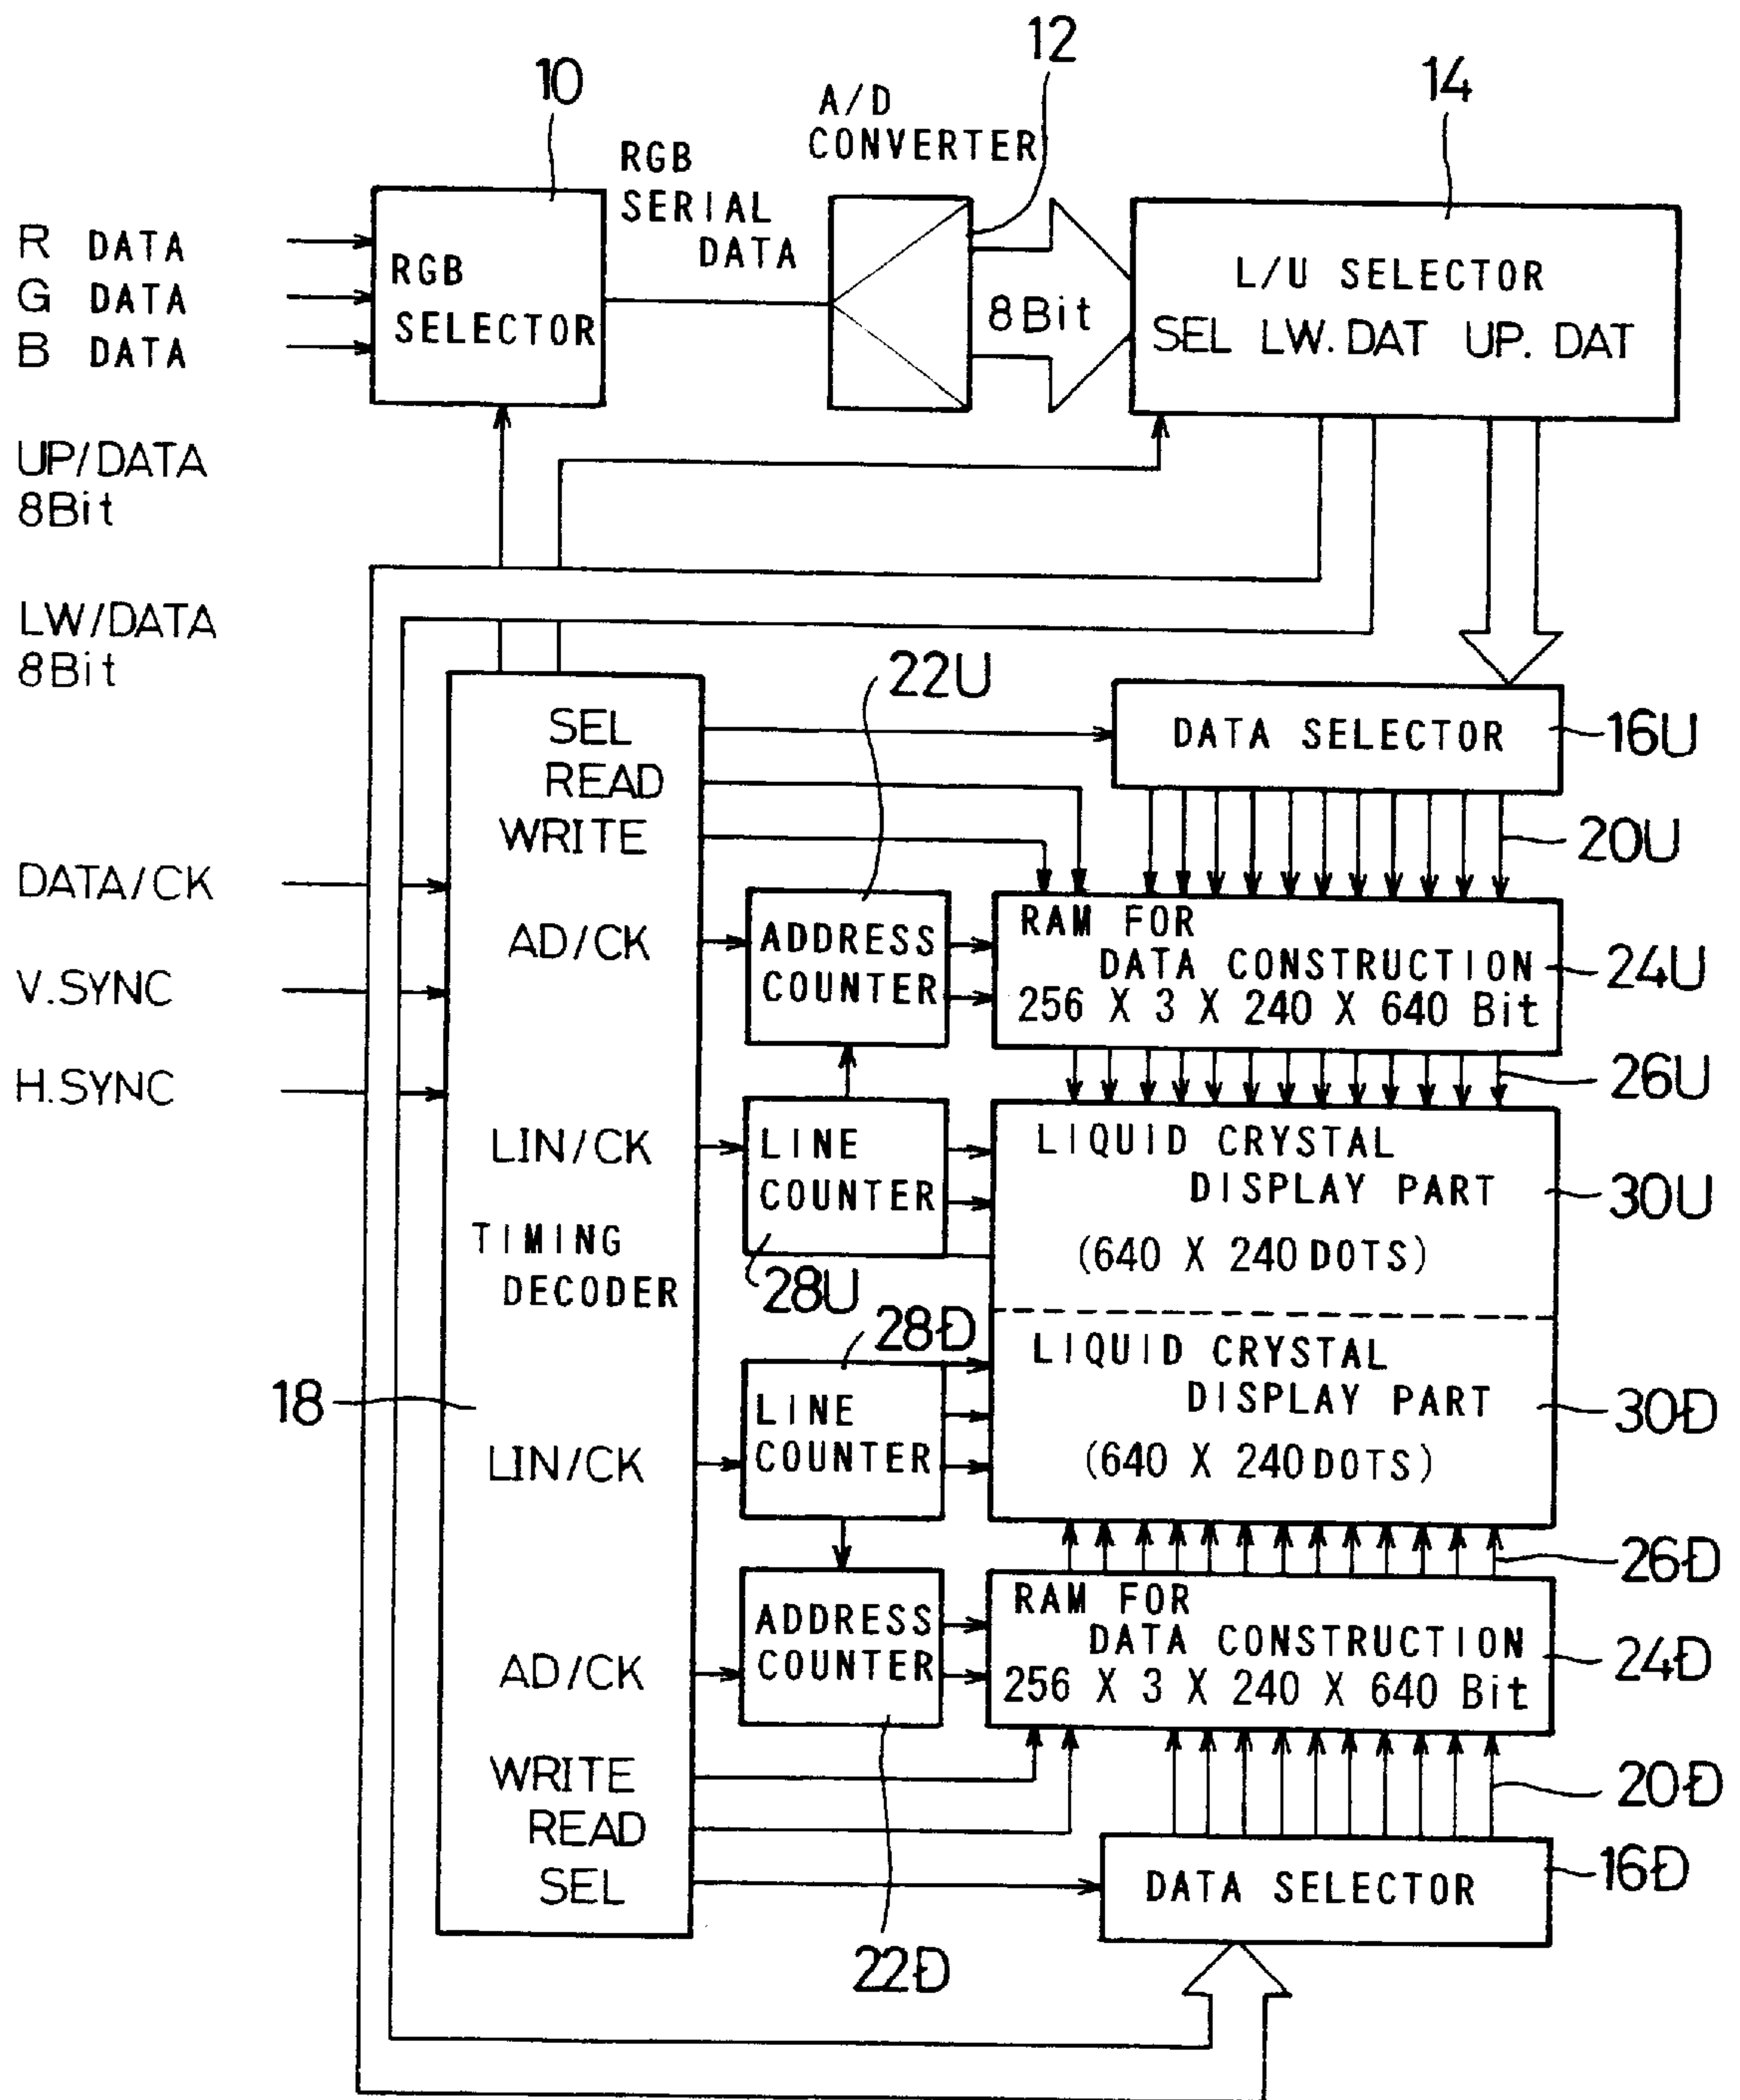 12
10
A/D
CONVERTER
14
RGB
SERIAL
DATA
R DATA
G DATA
B DATA
RGB
SELECTOR
8Bit
L/U SELECTOR
SEL LW.DAT UP.DAT
UP/DATA
8Bit
LW/DATA
8Bit
22U
SEL
READ
WRITE
DATA SELECTOR
16U
20U
DATA/CK
V.SYNC
H.SYNC
AD/CK
ADDRESS
COUNTER
RAM FOR
DATA CONSTRUCTION
256 X 3 X 240 X 640 Bit
24U
26U
LIN/CK
LINE
COUNTER
LIQUID CRYSTAL
DISPLAY PART
(640 X 240 DOTS)
30U
TIMING
DECODER
28U
28D
18
LIN/CK
LINE
COUNTER
LIQUID CRYSTAL
DISPLAY PART
(640 X 240 DOTS)
30D
26D
AD/CK
ADDRESS
COUNTER
RAM FOR
DATA CONSTRUCTION
256 X 3 X 240 X 640 Bit
24D
WRITE
READ
SEL
20D
DATA SELECTOR
16D
22D